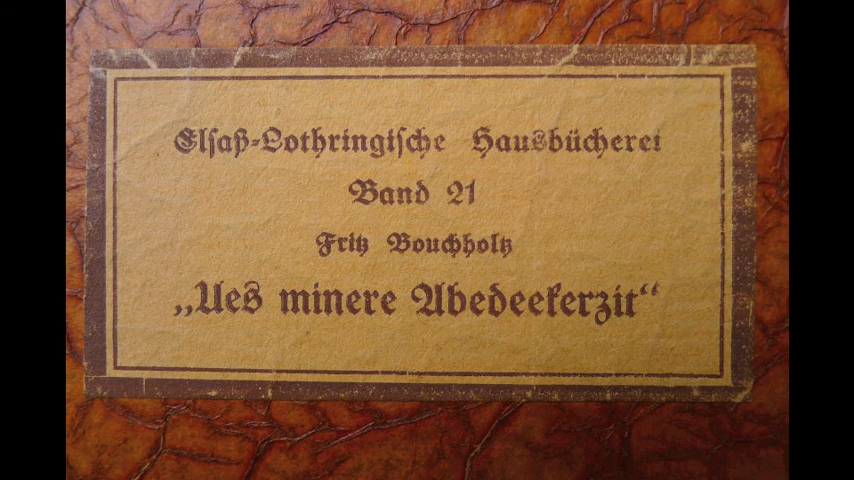 Elsaß-Lothringische Hausbücherei
Band 21
Fritz Bouchholtz
„Ues minere Abedeekerzit“